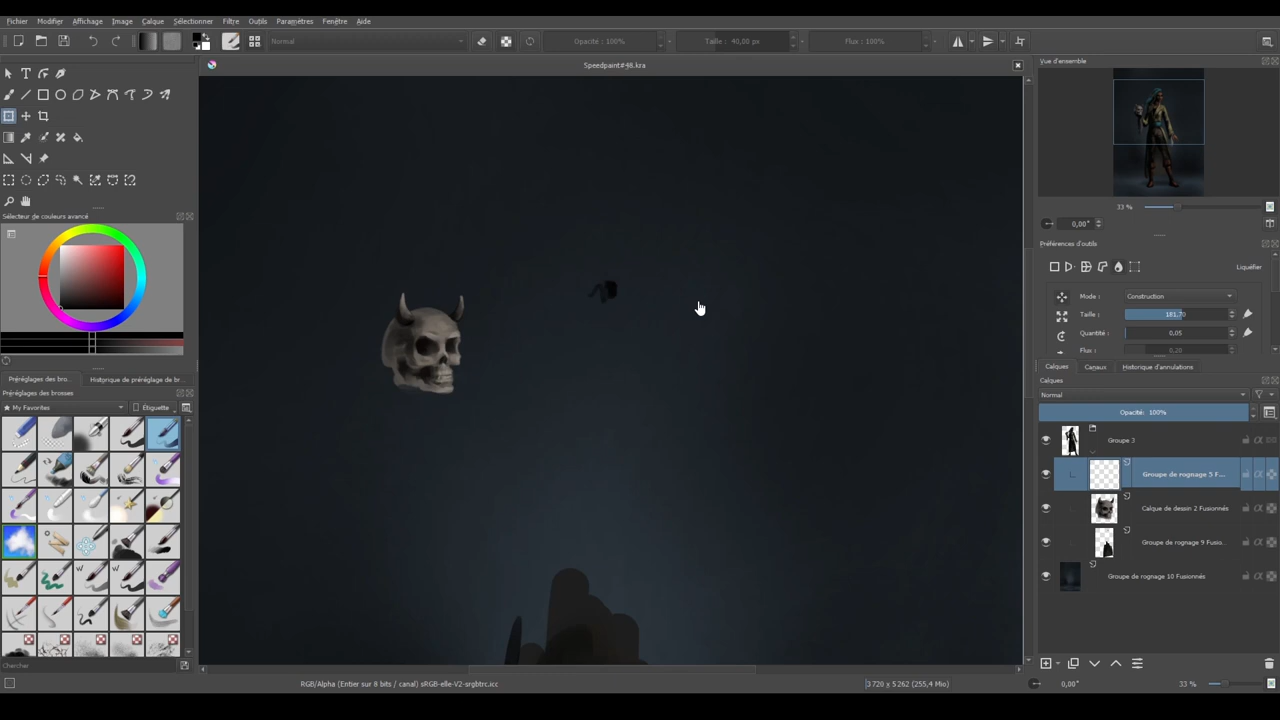 Fichier Modifier Affichage Image Calque Sélectionner Filtre Outils Paramètres Fenêtre Aide
Normal Opacité : 100% Taille : 40,00 px Flux : 100%
Speedpaint#48.kra
Vue d'ensemble
33 %
0,00°
Préférences d'outils
Liquéfier
Mode : Construction
Taille : 181,70
Quantité : 0,05
Flux : 0,20
Calques Canaux Historique d'annulations
Calques
Normal
Opacité: 100%
Groupe 3
Groupe de rognage 5 F...
Calque de dessin 2 Fusionnés
Groupe de rognage 9 Fusio...
Groupe de rognage 10 Fusionnés
Sélecteur de couleurs avancé
Préréglages des bro... Historique de préréglage de br...
Préréglages des brosses
My Favorites Étiquette
Chercher
RGB/Alpha (Entier sur 8 bits / canal) sRGB-elle-V2-srgbtrc.icc
3 720 x 5 262 (255,4 Mio)
0,00°
33 %